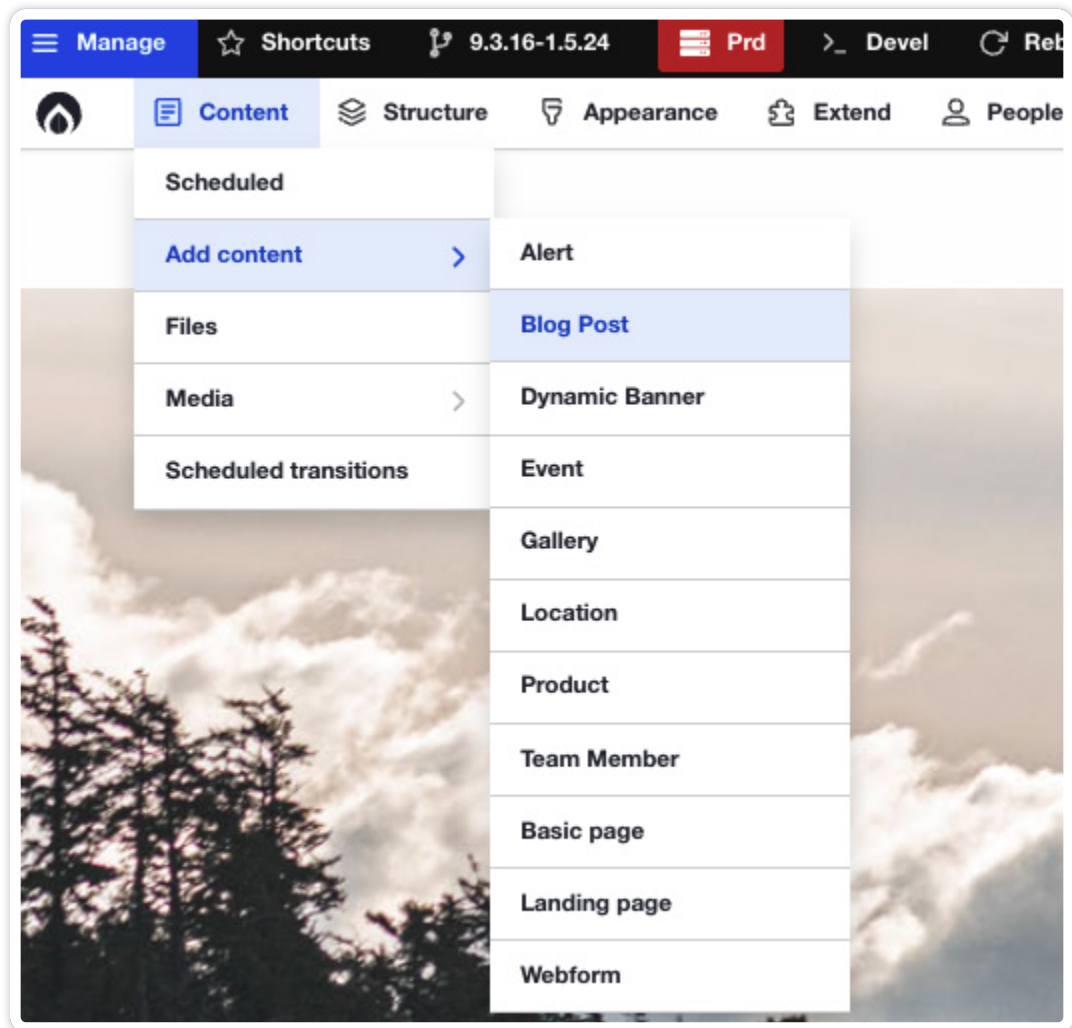 Manage Shortcuts 9.3.16-1.5.24 Prd >_ Devel Reb
Content Structure Appearance Extend People
Scheduled
Add content
Files
Media
Scheduled transitions
Alert
Blog Post
Dynamic Banner
Event
Gallery
Location
Product
Team Member
Basic page
Landing page
Webform